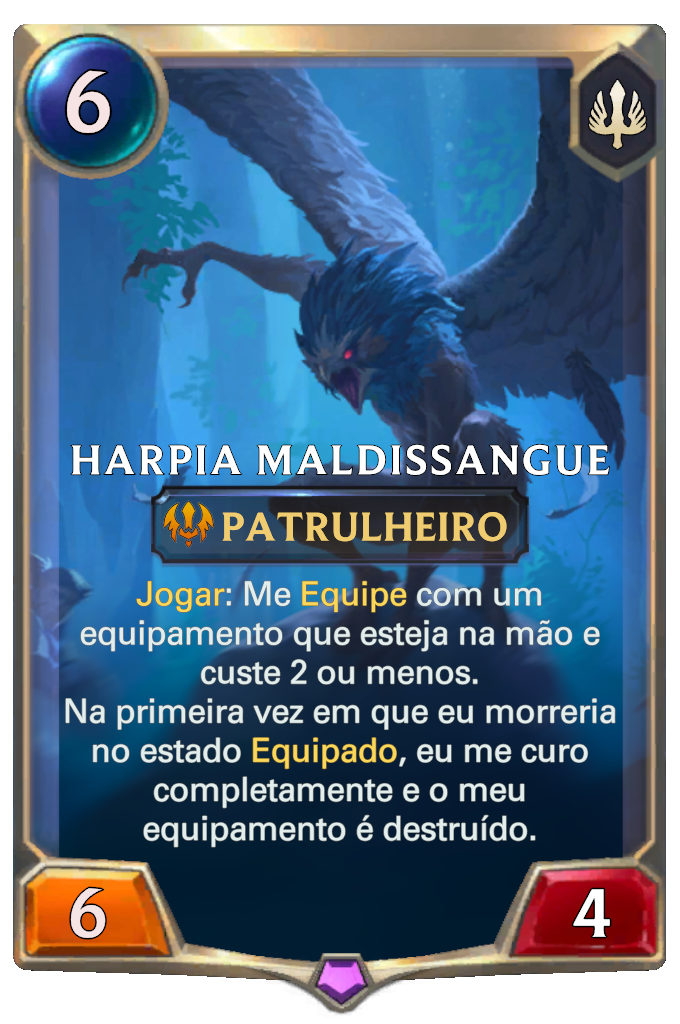 6
HARPIA MALDISSANGUE
PATRULHEIRO
Jogar: Me Equipe com um
equipamento que esteja na mão e
custe 2 ou menos.
Na primeira vez em que eu morreria
no estado Equipado, eu me curo
completamente e o meu
equipamento é destruído.
6 4